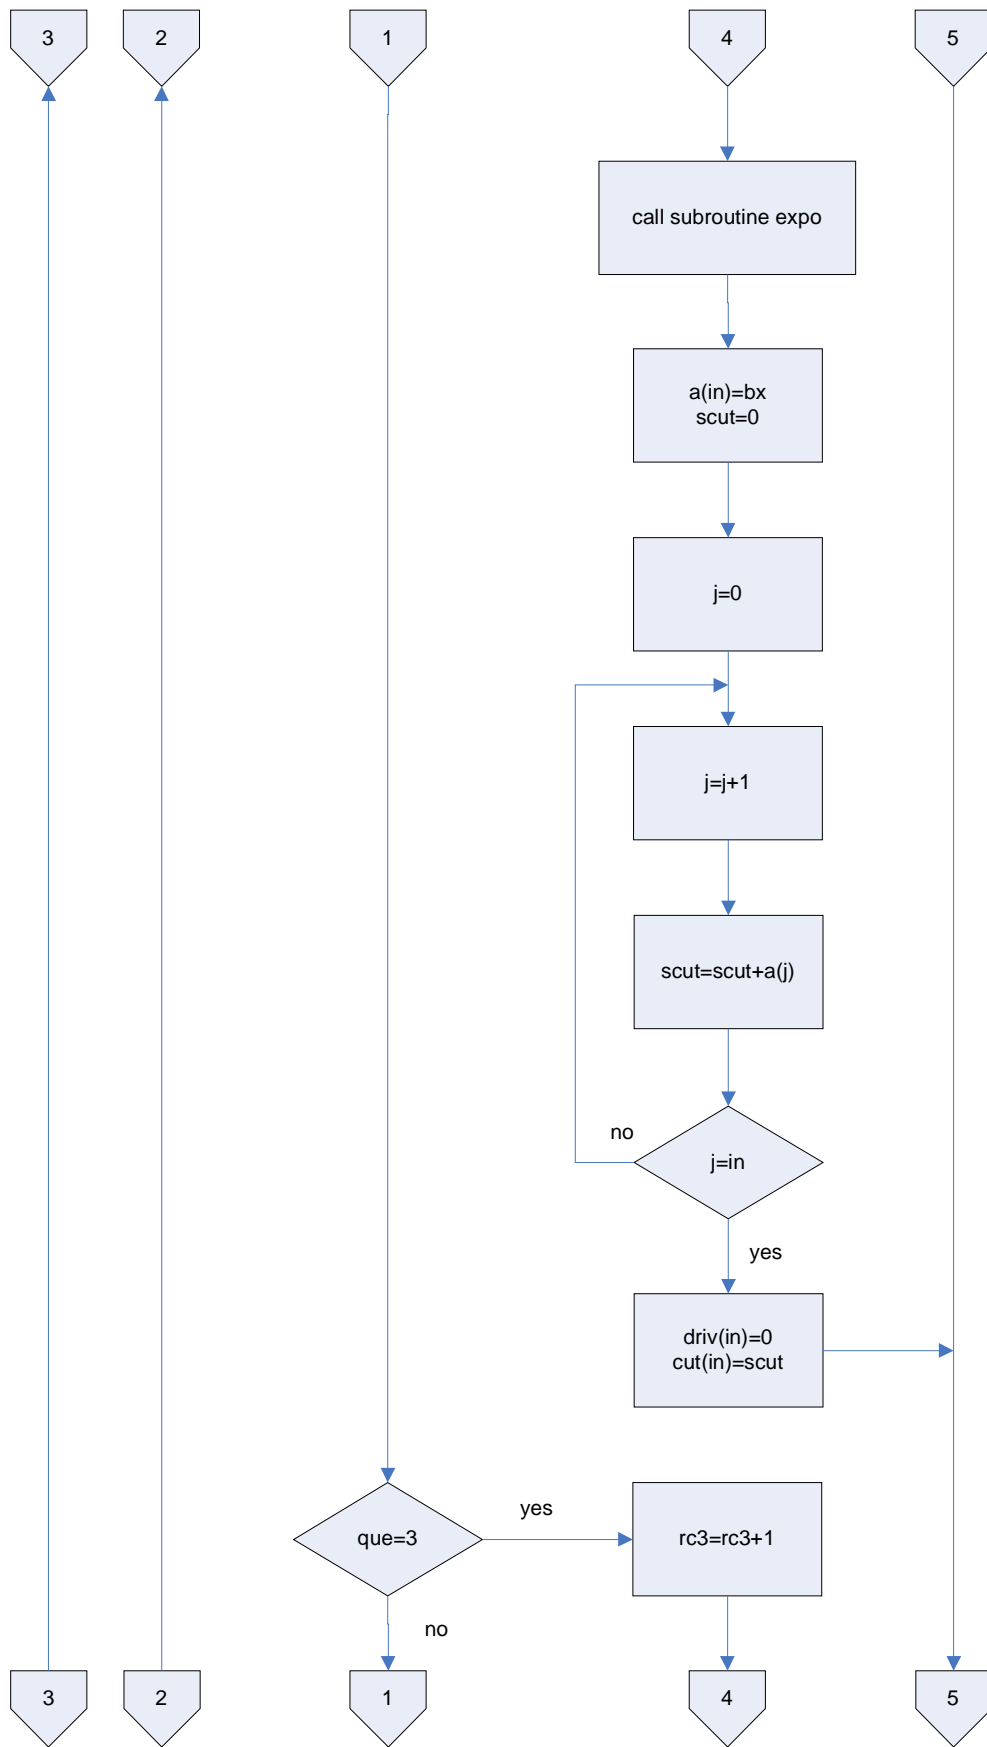 3
2
1
4
5
call subroutine expo
a(in)=bx
scut=0
j=0
j=j+1
scut=scut+a(j)
no
j=in
yes
driv(in)=0
cut(in)=scut
que=3
yes
rc3=rc3+1
no
3
2
1
4
5